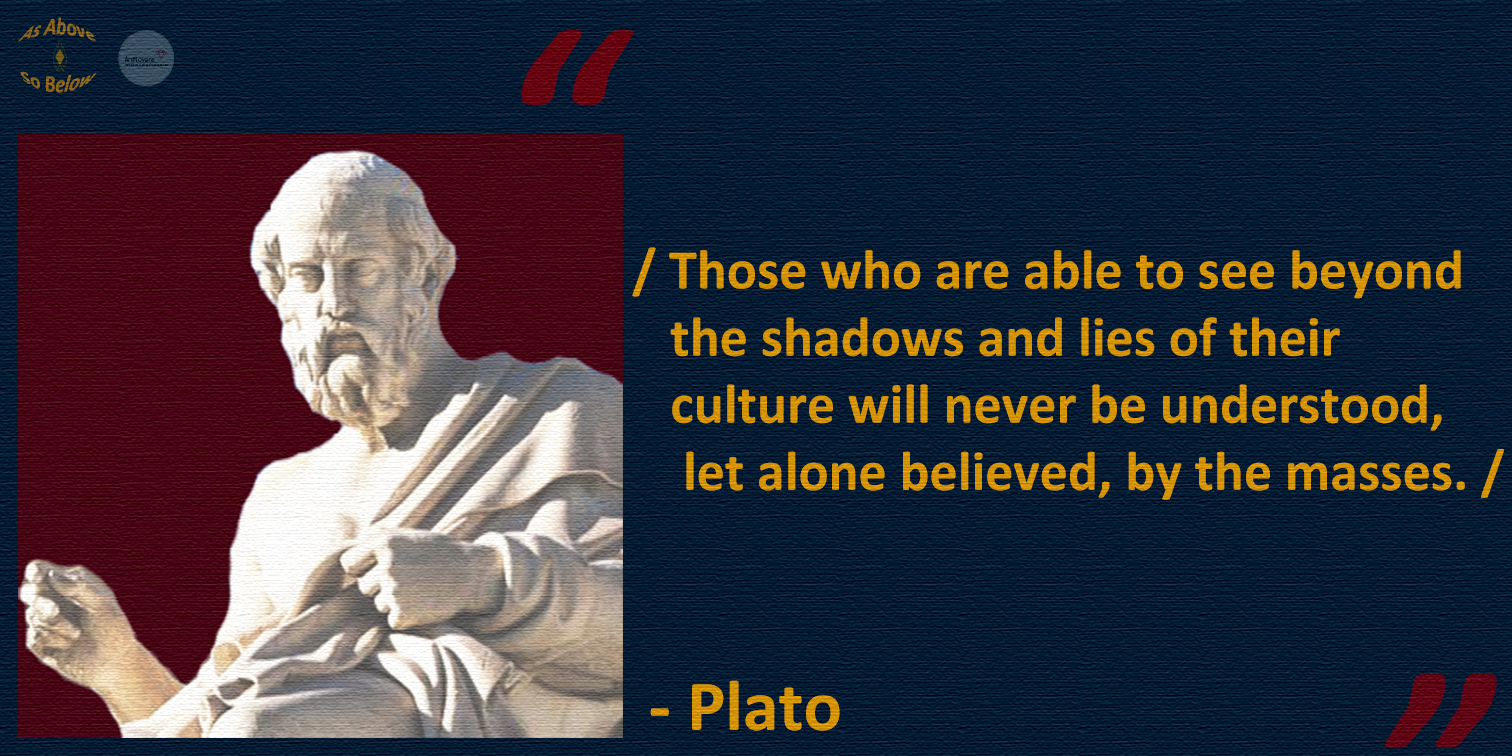 As Above
So Below
“
/ Those who are able to see beyond
the shadows and lies of their
culture will never be understood,
let alone believed, by the masses. /
- Plato
”